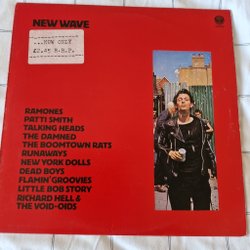 NEW WAVE
...NOW ONLY
£2.45 R.R.P.
RAMONES
PATTI SMITH
TALKING HEADS
THE DAMNED
THE BOOMTOWN RATS
RUNAWAYS
NEW YORK DOLLS
DEAD BOYS
FLAMIN' GROOVIES
LITTLE BOB STORY
RICHARD HELL &
THE VOID-OIDS